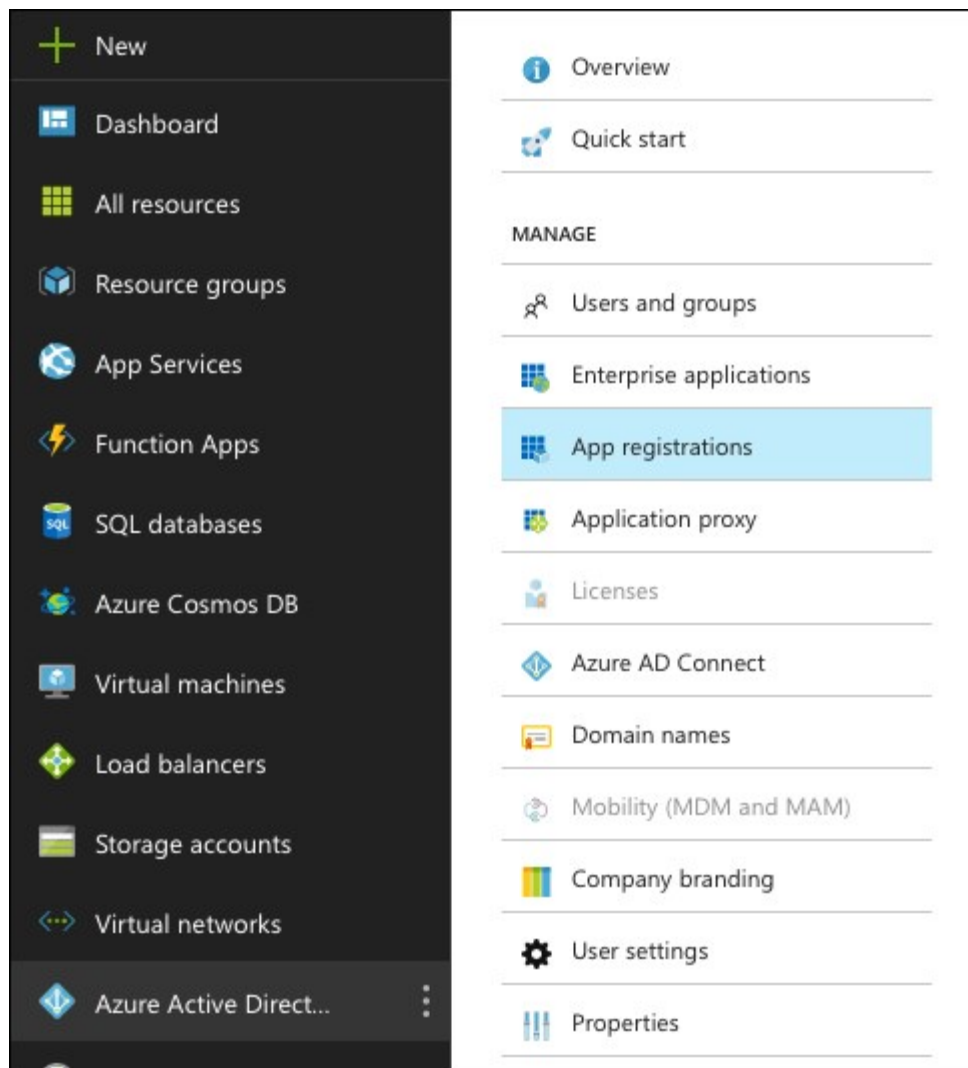 New
Dashboard
All resources
Resource groups
App Services
Function Apps
SQL
SQL databases
Azure Cosmos DB
Virtual machines
Load balancers
Storage accounts
Virtual networks
Azure Active Direct...
Overview
Quick start
MANAGE
Users and groups
Enterprise applications
App registrations
Application proxy
Licenses
Azure AD Connect
Domain names
Mobility (MDM and MAM)
Company branding
User settings
Properties